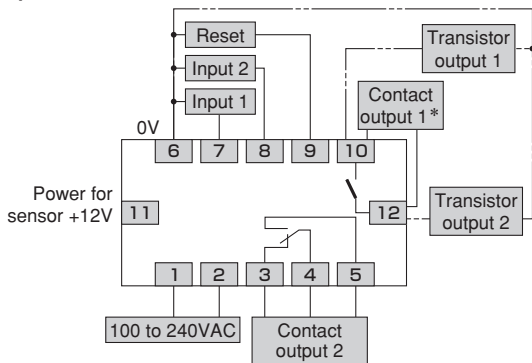 Reset
Transistor
output 1
Input 2
Contact
output 1*
Input 1
0V
6 7 8 9 10
Power for
sensor +12V
11
12
Transistor
output 2
1 2 3 4 5
100 to 240VAC
Contact
output 2